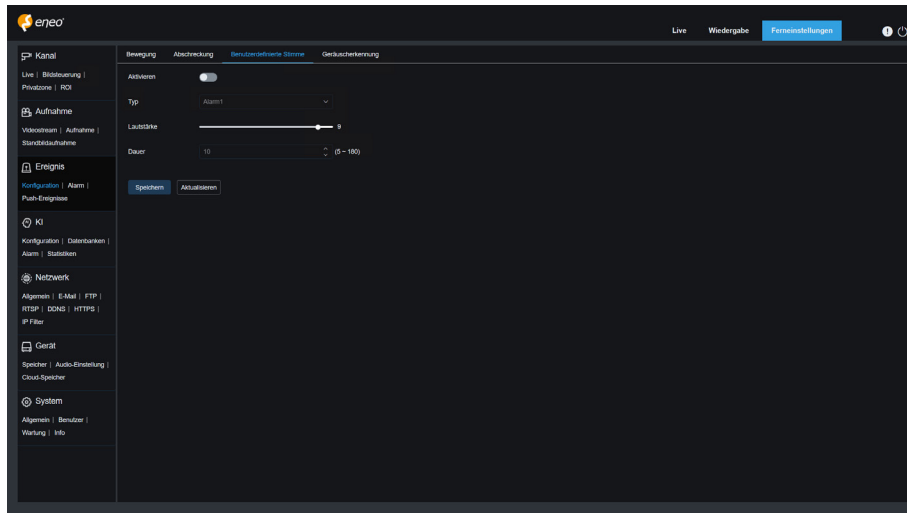 eneo
Live Wiedergabe Ferneinstellungen
Kanal
Live | Bildsteuerung |
Privatzone | ROI
Aufnahme
Videostream | Aufnahme |
Standbildaufnahme
Ereignis
Konfiguration | Alarm |
Push-Ereignisse
KI
Konfiguration | Datenbanken |
Alarm | Statistiken
Netzwerk
Allgemein | E-Mail | FTP |
RTSP | DDNS | HTTPS |
IP Filter
Gerät
Speicher | Audio-Einstellung |
Cloud-Speicher
System
Allgemein | Benutzer |
Wartung | Info
Bewegung Abschreckung Benutzerdefinierte Stimme Geräuscherkennung
Aktivieren
Typ Alarm1
Lautstärke 9
Dauer 10 (5 ~ 180)
Speichern Aktualisieren